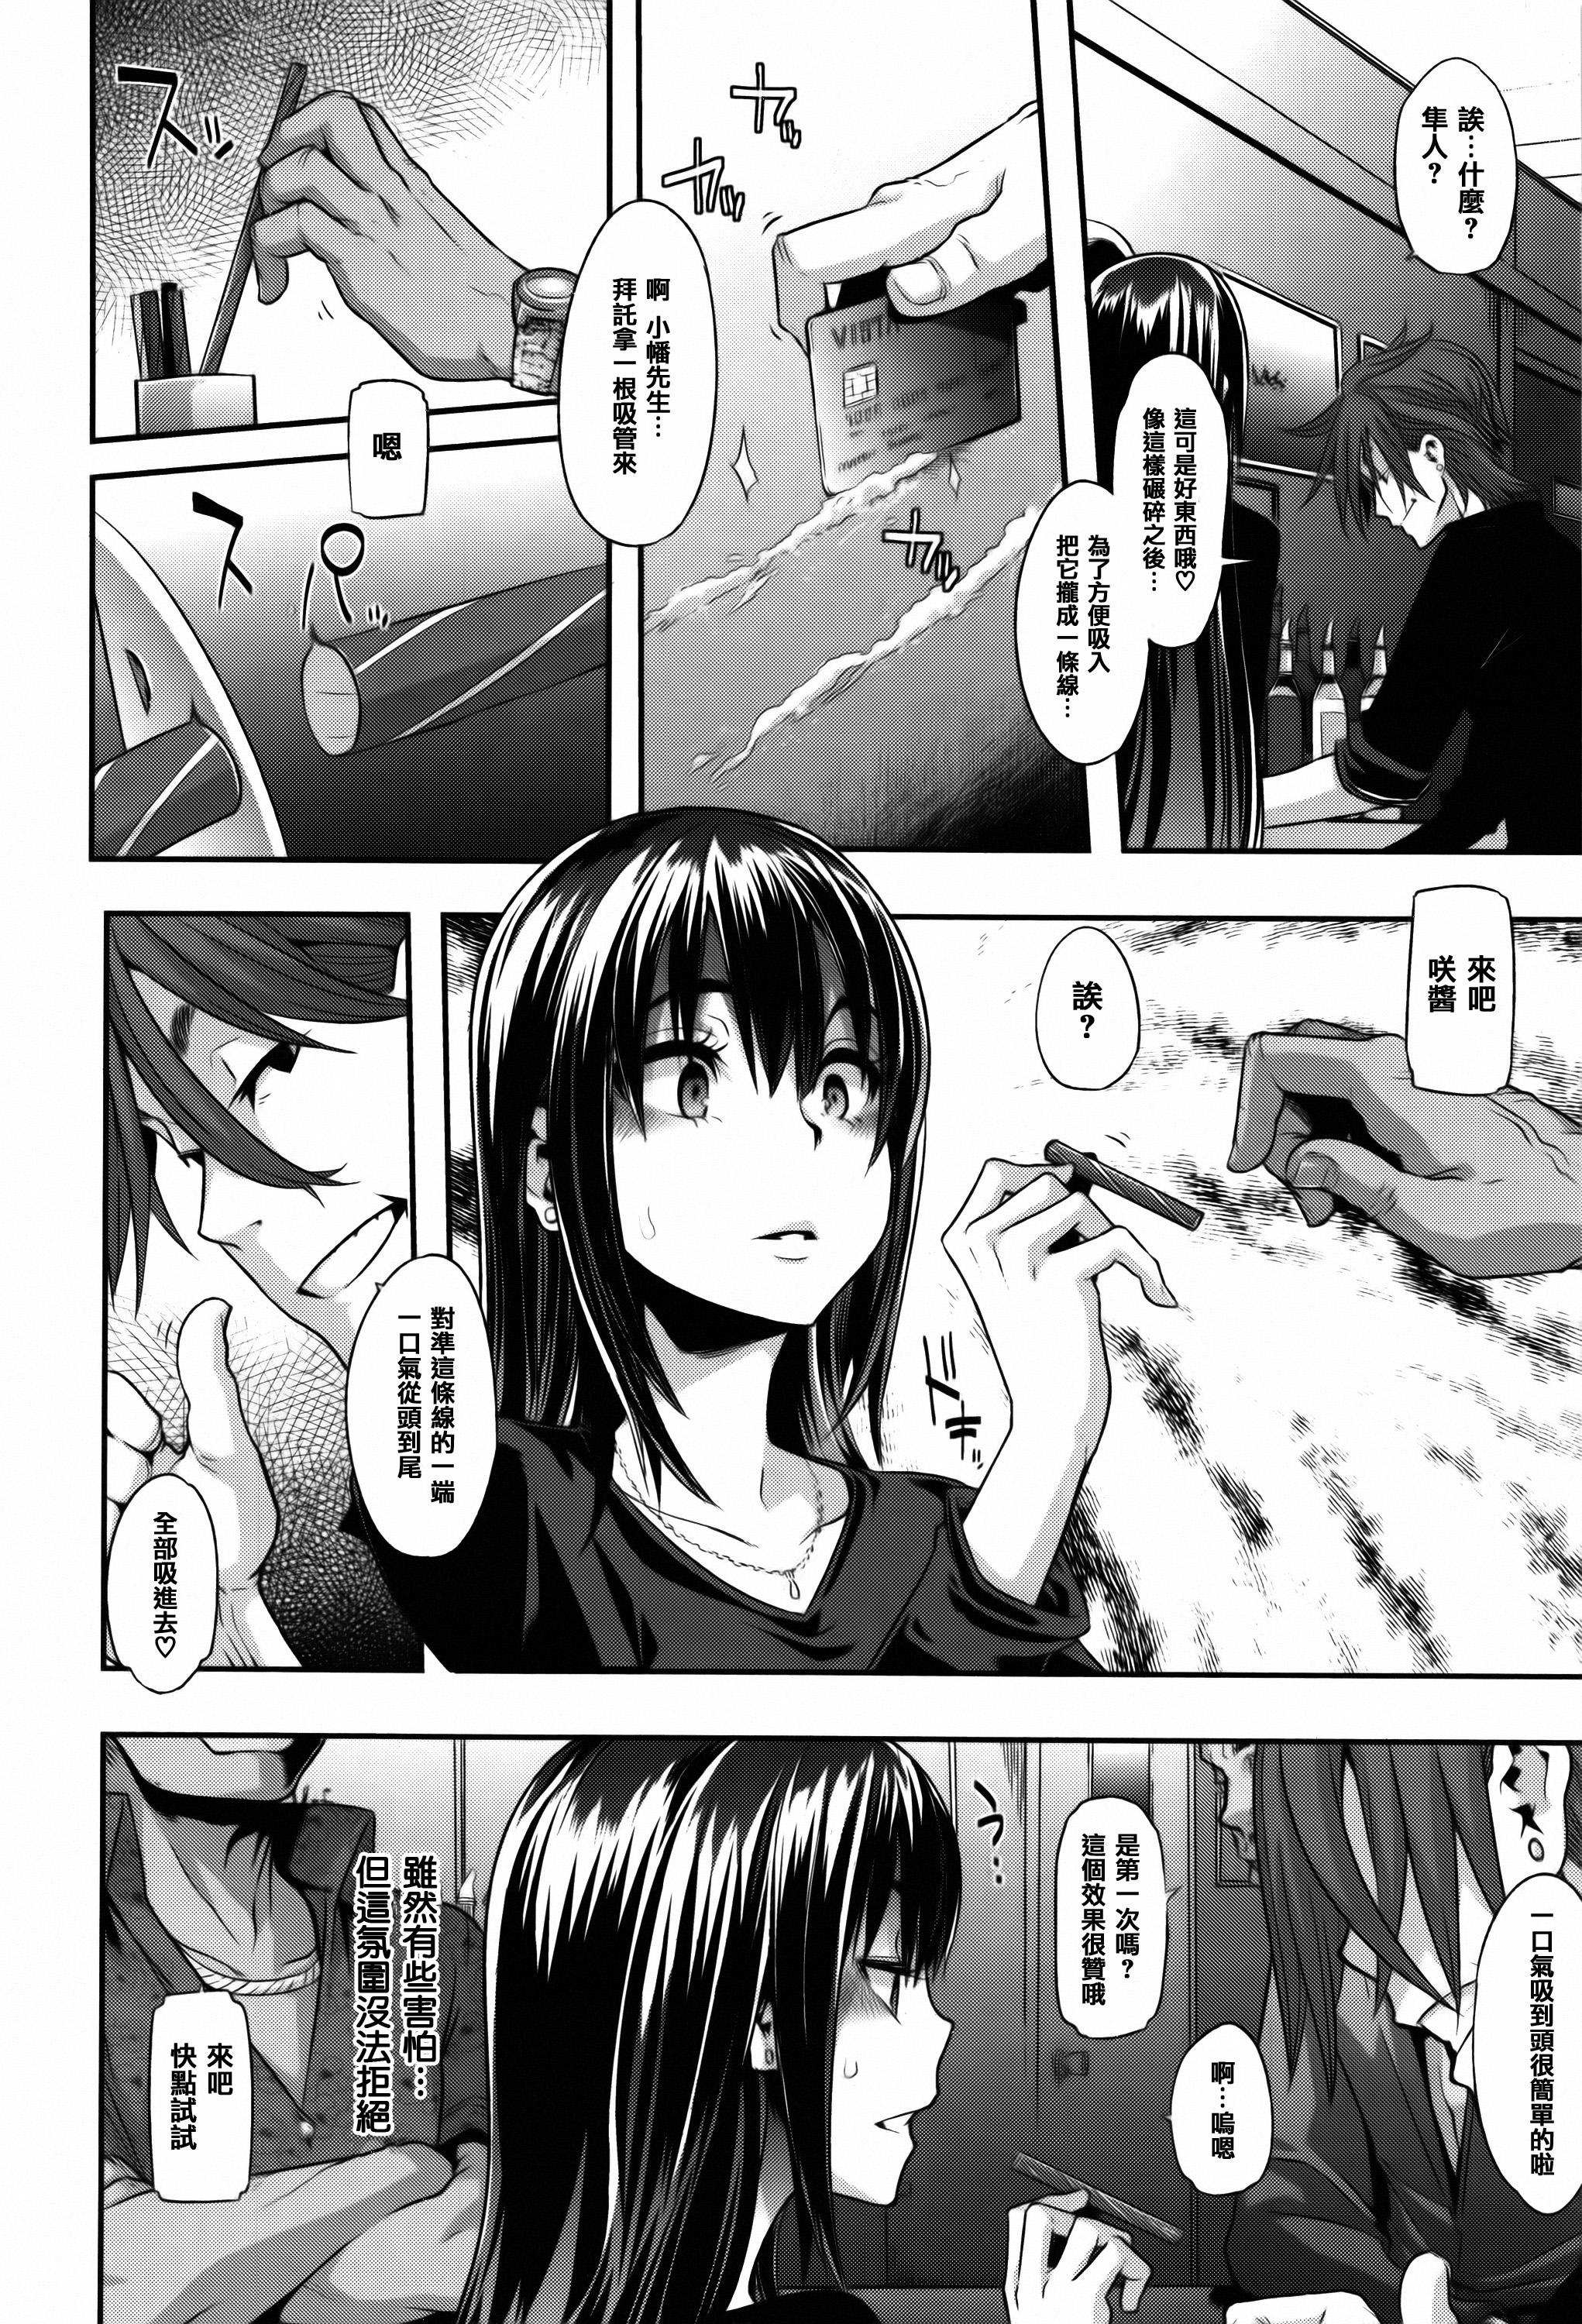 誒…什麼？
隼人？
這可是好東西哦♡
像這樣碾碎之後…
為了方便吸入
把它攏成一條線…
カッ
カッ
カッ
VISTA
啊 小幡先生…
拜託拿一根吸管來
スッ
嗯
スパッ
來吧
咲醬
誒？
ドキ
對準這條線的一端
一口氣從頭到尾
全部吸進去♡
一口氣吸到頭很簡單的啦
是第一次嗎？
這個效果很贊哦
啊…嗚嗯
雖然有些害怕…
但這氛圍沒法拒絕
來吧
快點試試